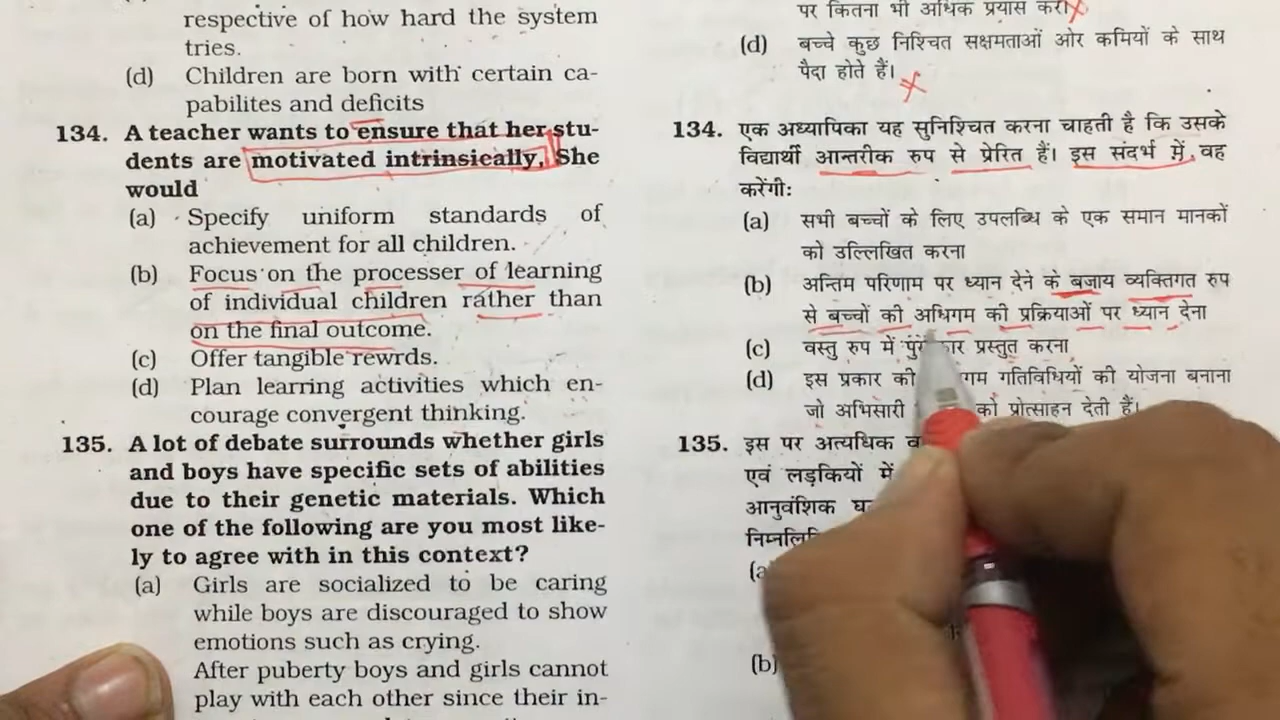 respective of how hard the system
tries.
(d) Children are born with certain ca-
pabilites and deficits
134. A teacher wants to ensure that her stu-
dents are motivated intrinsically. She
would
(a) Specify uniform standards of
achievement for all children.
(b) Focus on the processer of learning
of individual children rather than
on the final outcome.
(c) Offer tangible rewrds.
(d) Plan learring activities which en-
courage convergent thinking.
135. A lot of debate surrounds whether girls
and boys have specific sets of abilities
due to their genetic materials. Which
one of the following are you most like-
ly to agree with in this context?
(a) Girls are socialized to be caring
while boys are discouraged to show
emotions such as crying.
After puberty boys and girls cannot
play with each other since their in-
पर कितना भी अधिक प्रयास करे।
(d) बच्चे कुछ निश्चित सक्षमताओं ओर कमियों के साथ
पैदा होते हैं।
134. एक अध्यापिका यह सुनिश्चित करना चाहती है कि उसके
विद्यार्थी आन्तरीक रुप से प्रेरित हैं। इस संदर्भ में, वह
करेंगी:
(a) सभी बच्चों के लिए उपलब्धि के एक समान मानकों
को उल्लिखित करना
(b) अन्तिम परिणाम पर ध्यान देने के बजाय व्यक्तिगत रुप
से बच्चों की अधिगम की प्रक्रियाओं पर ध्यान देना
(c) वस्तु रुप में प्रस्तुत करना
(d) इस प्रकार की गतिविधियों की योजना बनाना
जो अभिसारी को प्रोत्साहन देती हैं।
135. इस पर अत्यधिक
एवं लड़कियों में
आनुवंशिक
(b)